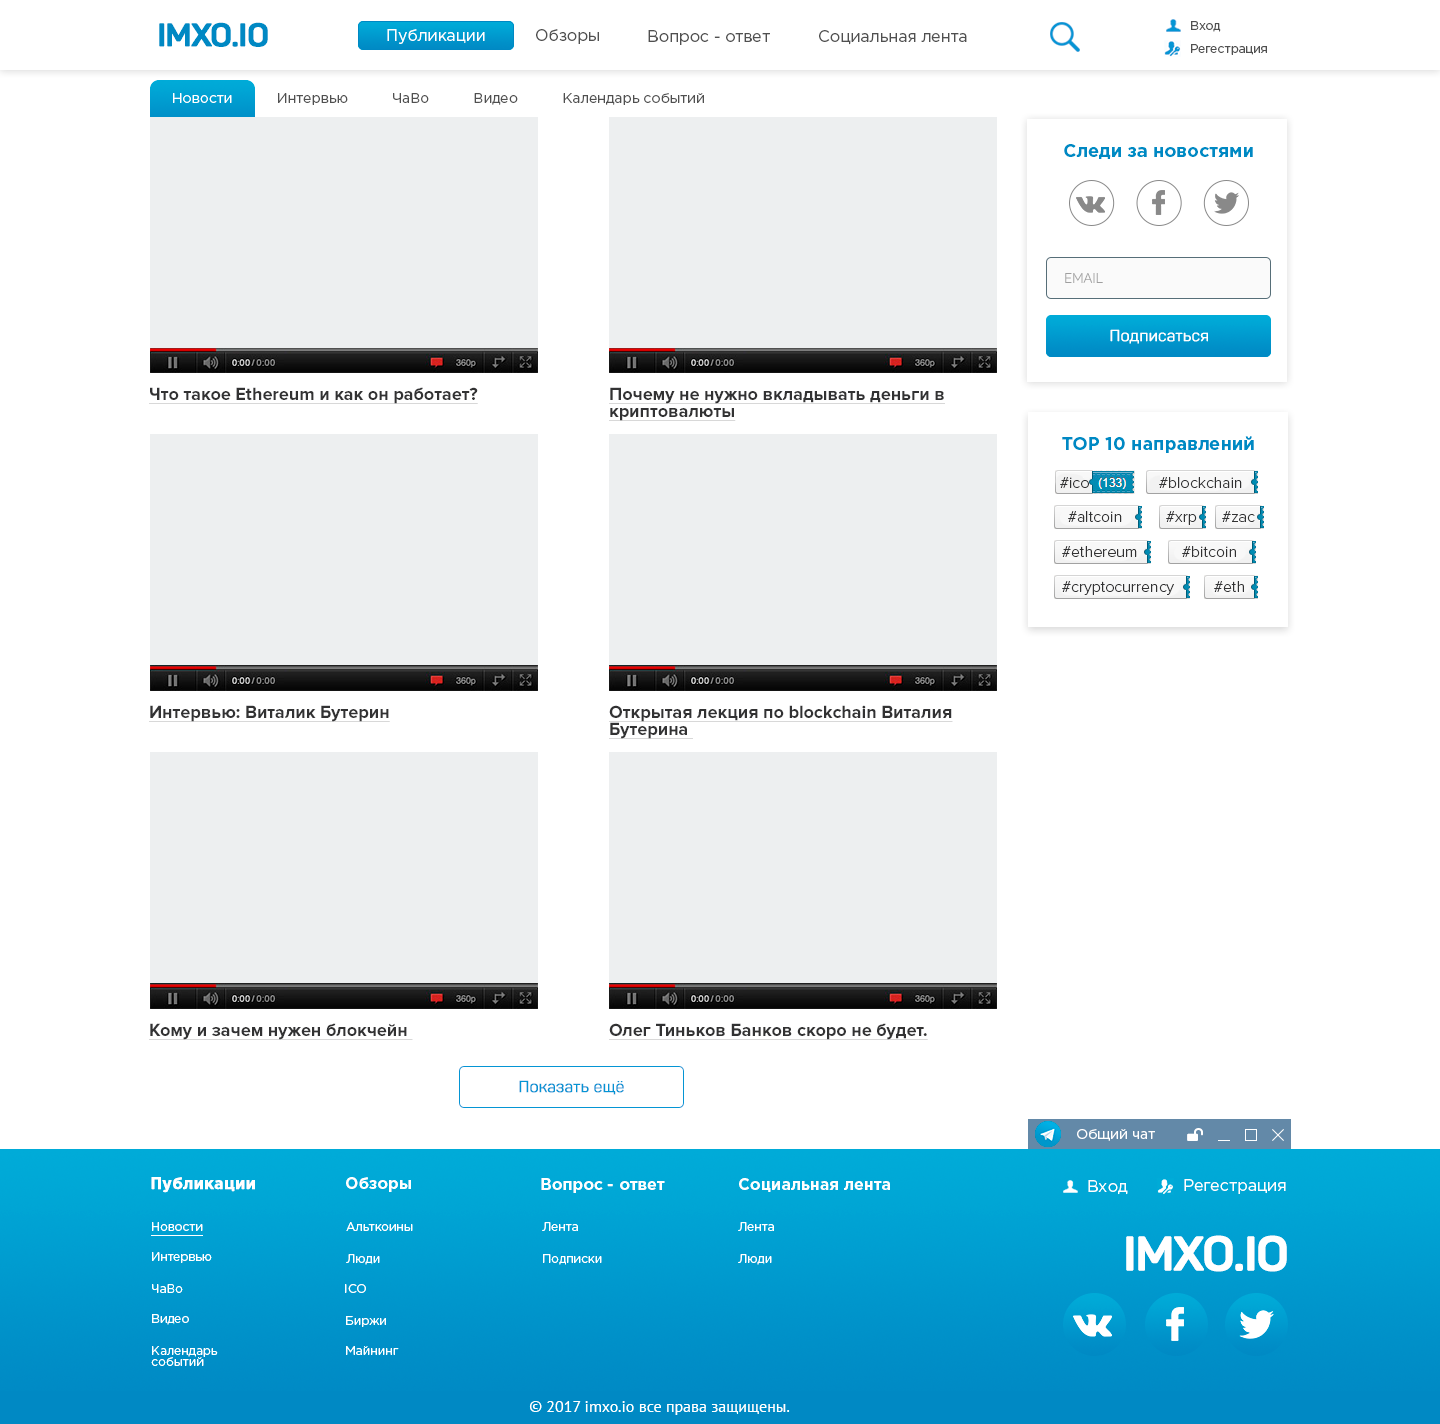 IMXO.IO
Публикации
Обзоры
Вопрос - ответ
Социальная лента
Вход
Регестрация
Новости
Интервью
ЧаВо
Видео
Календарь событий
0:00 / 0:00
360p
0:00 / 0:00
360p
Что такое Ethereum и как он работает?
Почему не нужно вкладывать деньги в
криптовалюты
0:00 / 0:00
360p
0:00 / 0:00
360p
Интервью: Виталик Бутерин
Открытая лекция по blockchain Виталия
Бутерина
0:00 / 0:00
360p
0:00 / 0:00
360p
Кому и зачем нужен блокчейн
Олег Тиньков Банков скоро не будет.
Показать ещё
Следи за новостями
EMAIL
Подписаться
TOP 10 направлений
#ico (133)
#blockchain
#altcoin
#xrp
#zac
#ethereum
#bitcoin
#cryptocurrency
#eth
Общий чат
Публикации
Новости
Интервью
ЧаВо
Видео
Календарь
событий
Обзоры
Альткоины
Люди
ICO
Биржи
Майнинг
Вопрос - ответ
Лента
Подписки
Социальная лента
Лента
Люди
Вход
Регестрация
IMXO.IO
© 2017 imxo.io все права защищены.